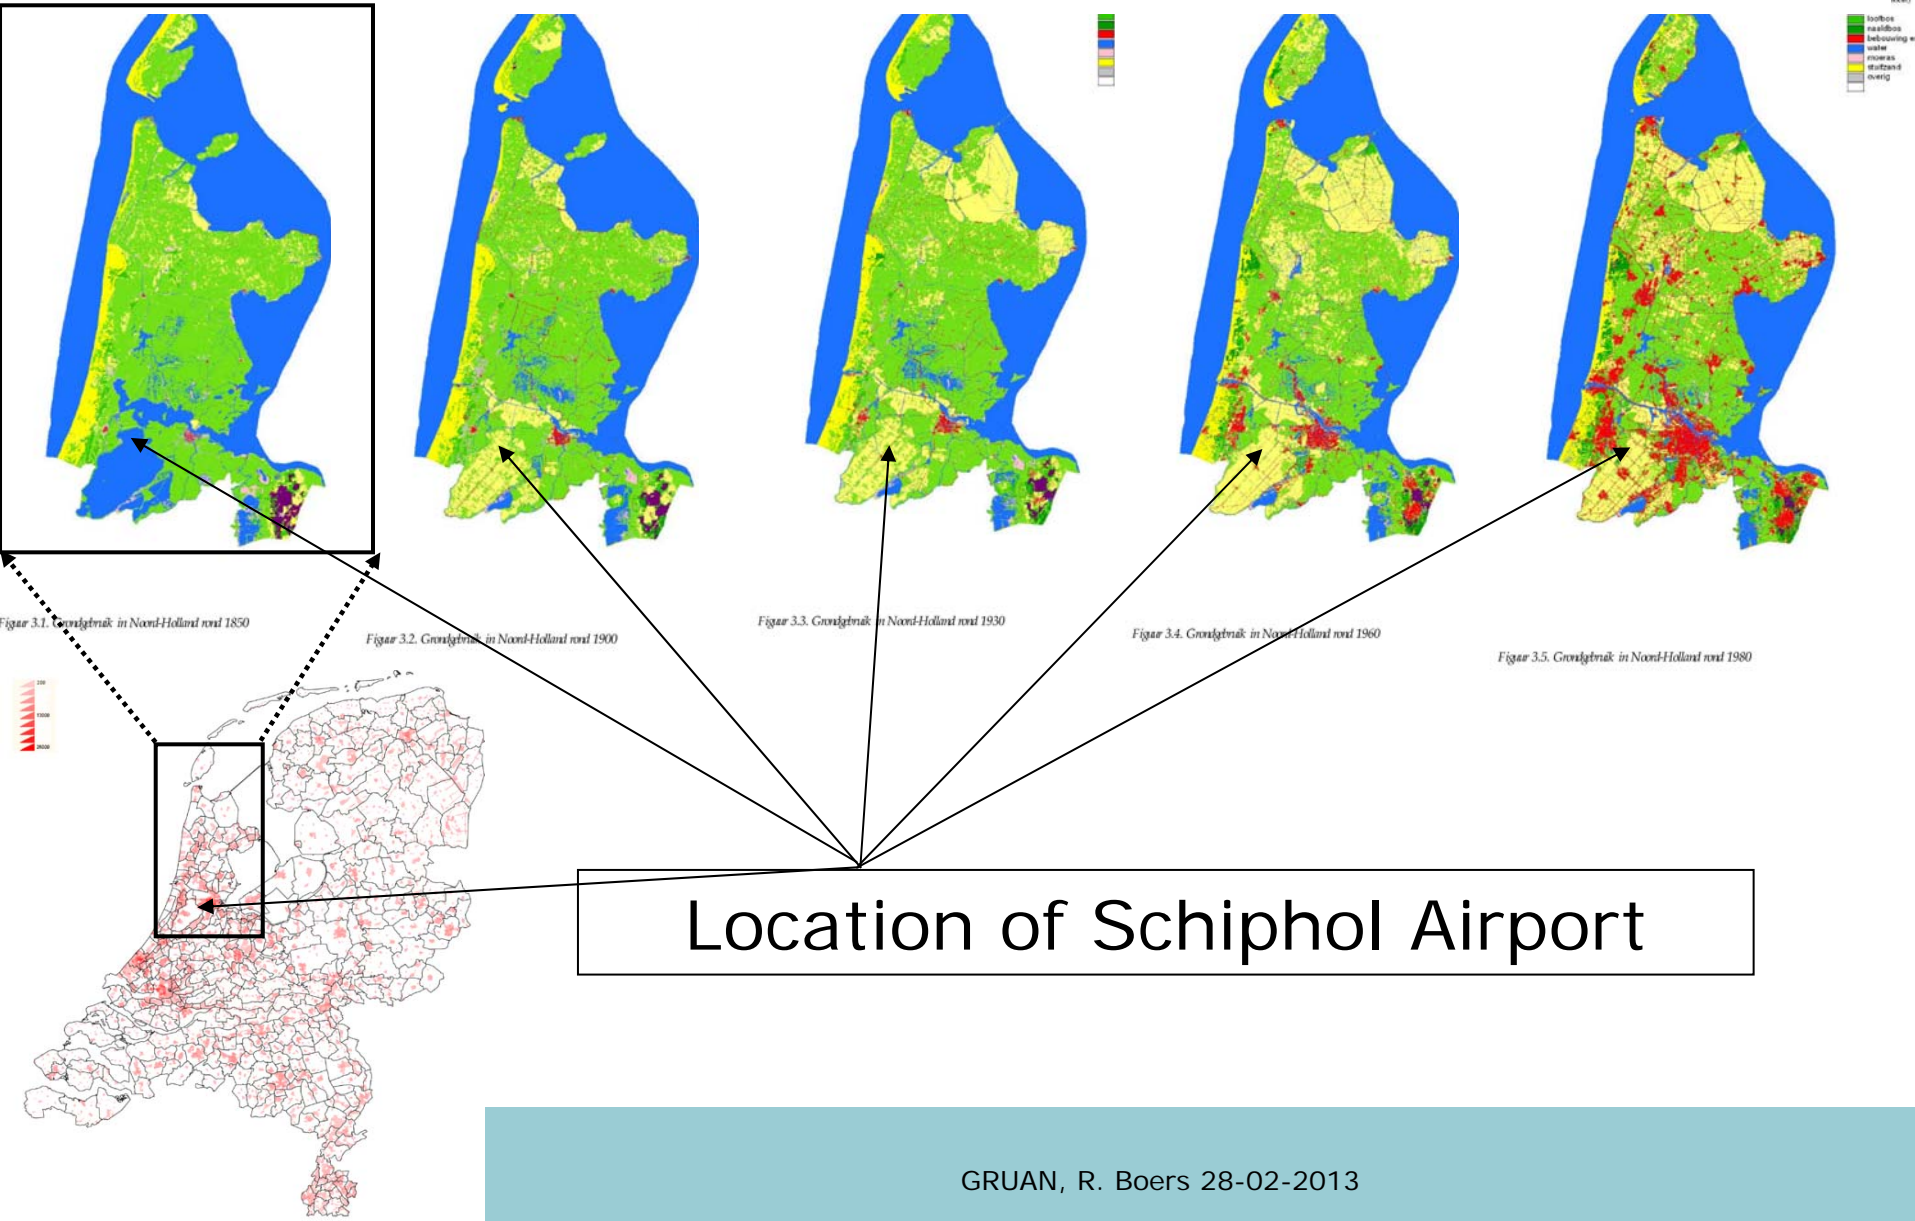 loofbos
naaldbos
bebouwing e
water
moeras
stuifzand
overig
Figuur 3.1. Grondgebruik in Noord-Holland rond 1850
Figuur 3.2. Grondgebruik in Noord-Holland rond 1900
Figuur 3.3. Grondgebruik in Noord-Holland rond 1930
Figuur 3.4. Grondgebruik in Noord-Holland rond 1960
Figuur 3.5. Grondgebruik in Noord-Holland rond 1980
Location of Schiphol Airport
GRUAN, R. Boers 28-02-2013